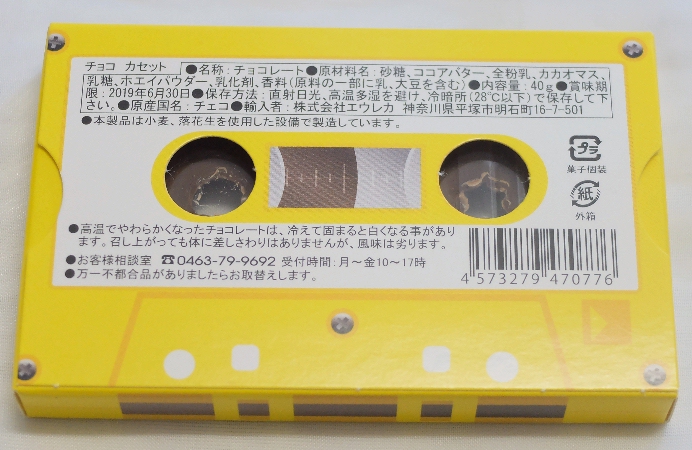 チョコ カセット ●名称：チョコレート●原材料名：砂糖、ココアバター、全粉乳、カカオマス、
乳糖、ホエイパウダー、乳化剤、香料(原料の一部に乳、大豆を含む)●内容量：40g●賞味期
限：2019年6月30日●保存方法：直射日光、高温多湿を避け、冷暗所(28℃以下)で保存して下
さい。●原産国名：チェコ●輸入者：株式会社エウレカ 神奈川県平塚市明石町16-7-501
●本製品は小麦、落花生を使用した設備で製造しています。
プラ
菓子個装
紙
外箱
●高温でやわらかくなったチョコレートは、冷えて固まると白くなる事があり
ます。召し上がっても体に差しさわりはありませんが、風味は劣ります。
●お客様相談室 ☎0463-79-9692 受付時間：月～金10～17時
●万一不都合品がありましたらお取替えします。
4 573279 470776